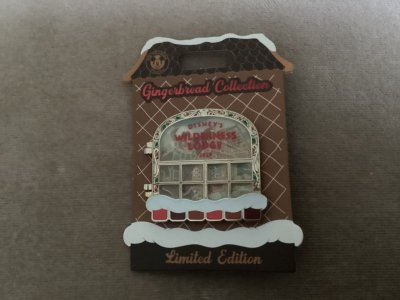 Gingerbread Collection
DISNEY'S
WILDERNESS
LODGE
Limited Edition